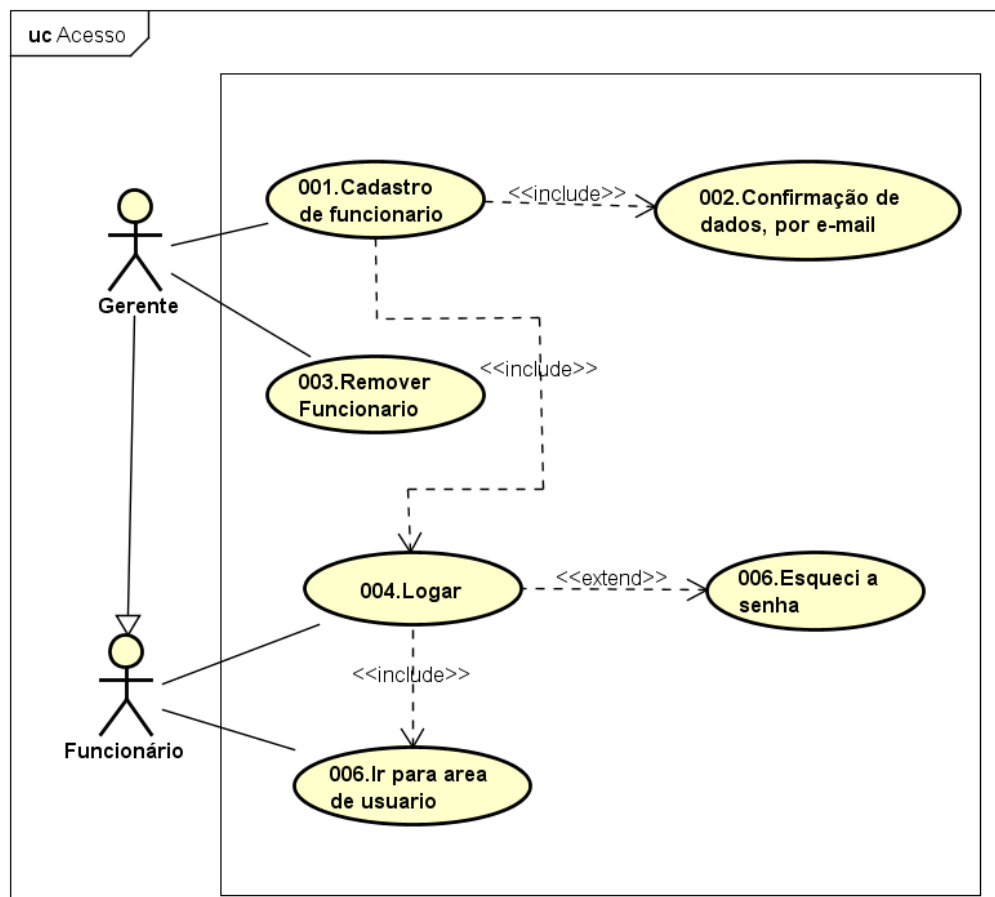 uc Acesso
001.Cadastro
de funcionario
<<include>>
002.Confirmação de
dados, por e-mail
Gerente
003.Remover
Funcionario
<<include>>
004.Logar
<<extend>>
006.Esqueci a
senha
<<include>>
Funcionário
006.Ir para area
de usuario